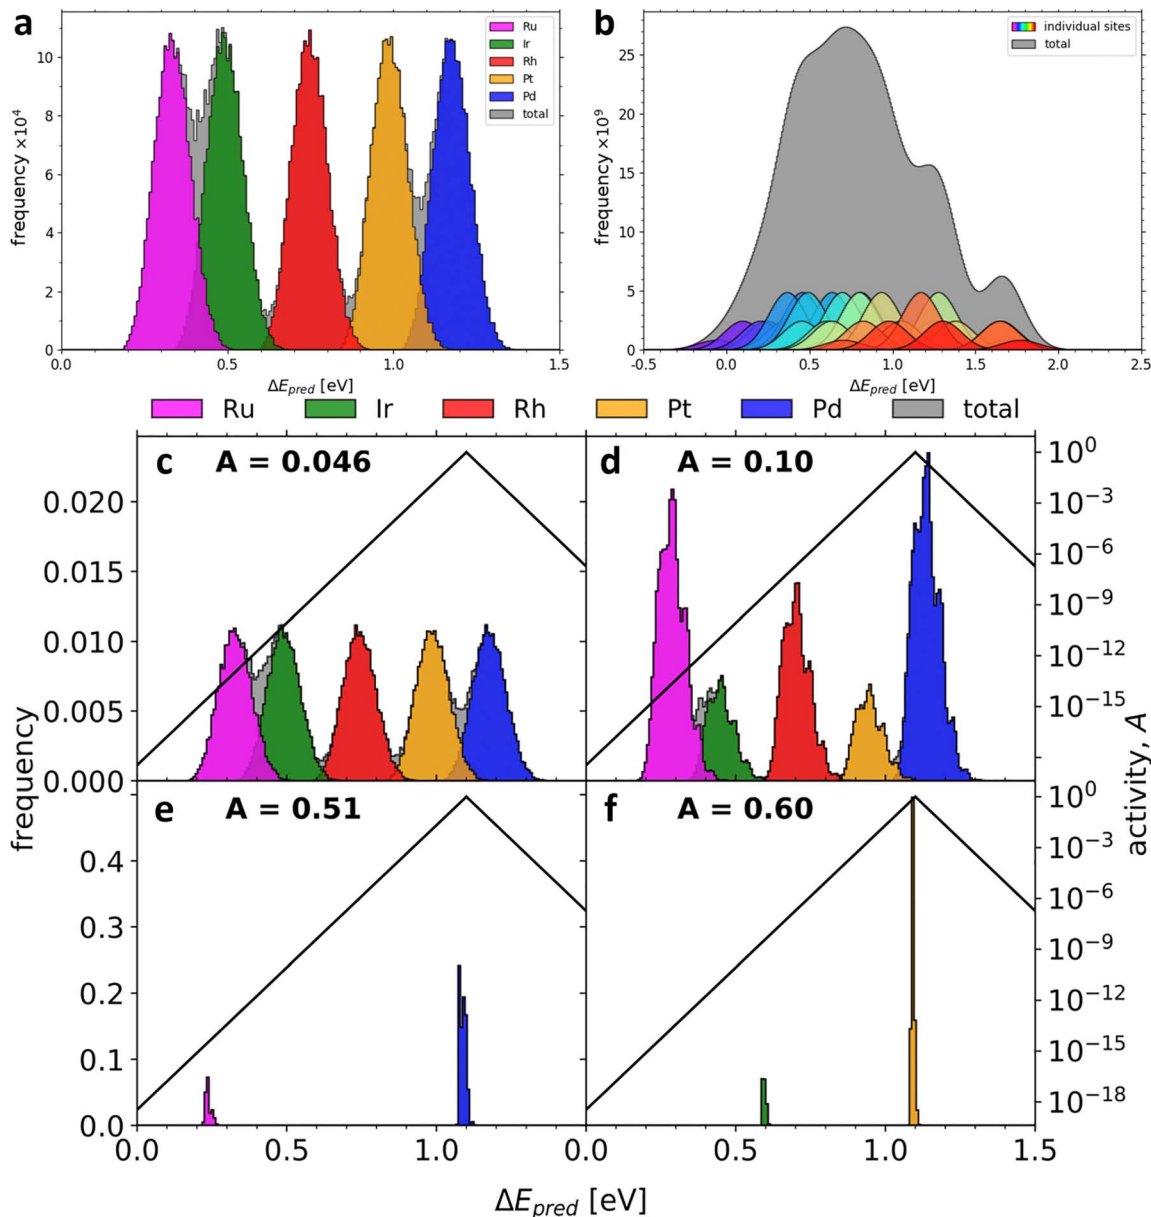 a
frequency ×10⁴
10
8
6
4
2
0
0.0 0.5 1.0 1.5
ΔE_pred [eV]
Ru
Ir
Rh
Pt
Pd
total
b
frequency ×10⁹
25
20
15
10
5
0
-0.5 0.0 0.5 1.0 1.5 2.0 2.5
ΔE_pred [eV]
individual sites
total
Ru Ir Rh Pt Pd total
c A = 0.046
d A = 0.10
0.020
0.015
0.010
0.005
0.000
10⁰
10⁻³
10⁻⁶
10⁻⁹
10⁻¹²
10⁻¹⁵
frequency
activity, A
e A = 0.51
f A = 0.60
0.4
0.3
0.2
0.1
0.0
10⁰
10⁻³
10⁻⁶
10⁻⁹
10⁻¹²
10⁻¹⁵
10⁻¹⁸
0.0 0.5 1.0 0.0 0.5 1.0 1.5
ΔE_pred [eV]